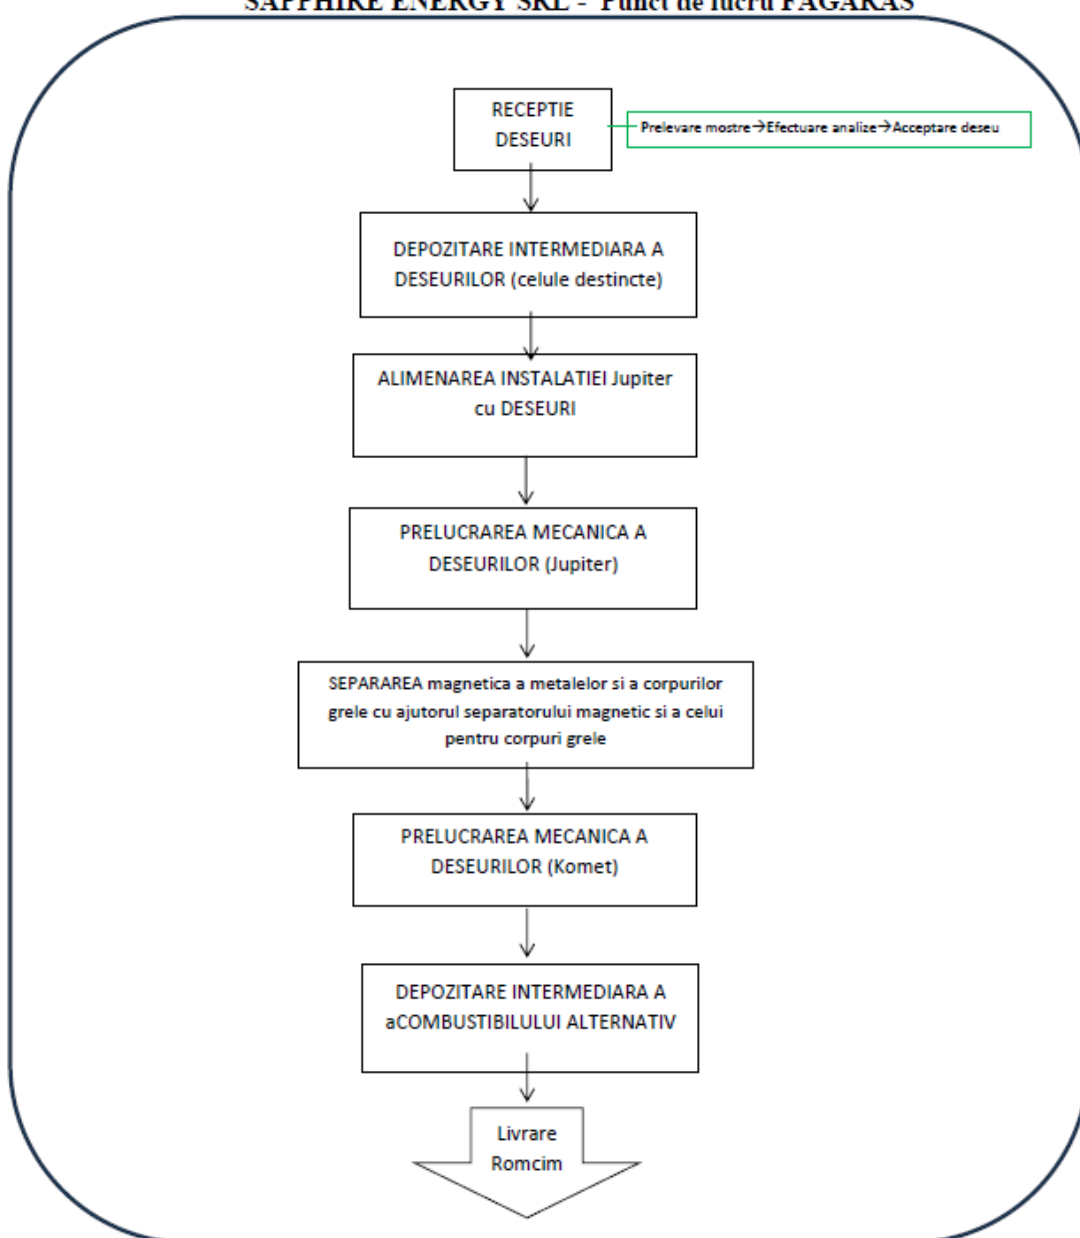 SAPPHIRE ENERGY SRL - Punct de lucru FAGARAS
RECEPTIE
DESEURI
Prelevare mostre→Efectuare analize→Acceptare deseu
DEPOZITARE INTERMEDIARA A
DESEURILOR (celule destincte)
ALIMENAREA INSTALATIEI Jupiter
cu DESEURI
PRELUCRAREA MECANICA A
DESEURILOR (Jupiter)
SEPARAREA magnetica a metalelor si a corpurilor
grele cu ajutorul separatorului magnetic si a celui
pentru corpuri grele
PRELUCRAREA MECANICA A
DESEURILOR (Komet)
DEPOZITARE INTERMEDIARA A
aCOMBUSTIBILULUI ALTERNATIV
Livrare
Romcim